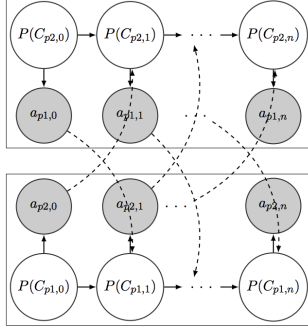 P(C_{p2,0}) P(C_{p2,1}) · · · P(C_{p2,n})
a_{p1,0} a_{p1,1} · · · a_{p1,n}
a_{p2,0} a_{p2,1} · · · a_{p2,n}
P(C_{p1,0}) P(C_{p1,1}) · · · P(C_{p1,n})